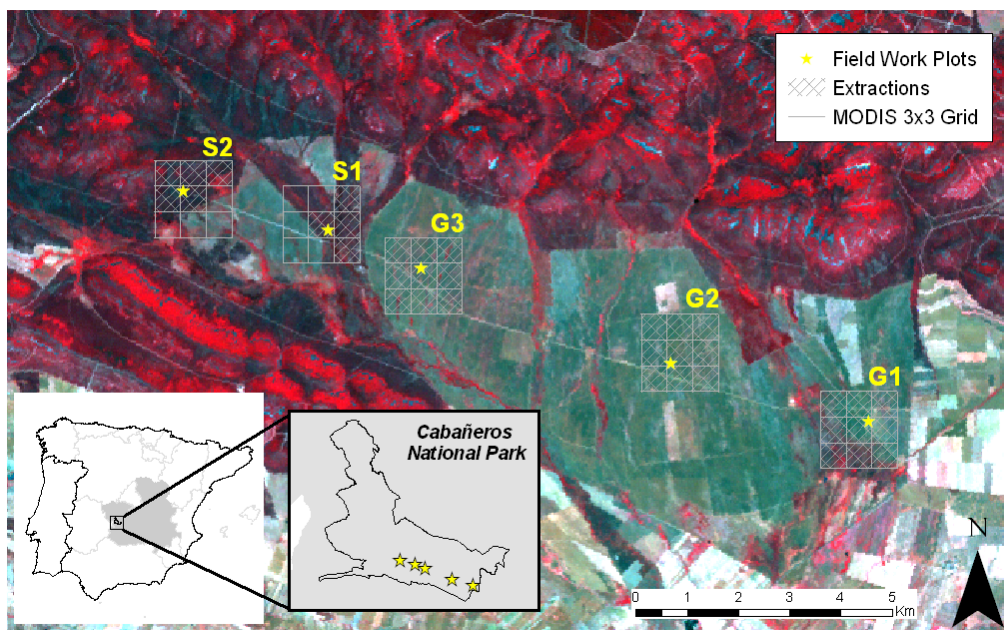 Field Work Plots
Extractions
MODIS 3x3 Grid
S2
S1
G3
G2
G1
Cabañeros
National Park
N
0 1 2 3 4 5
Km